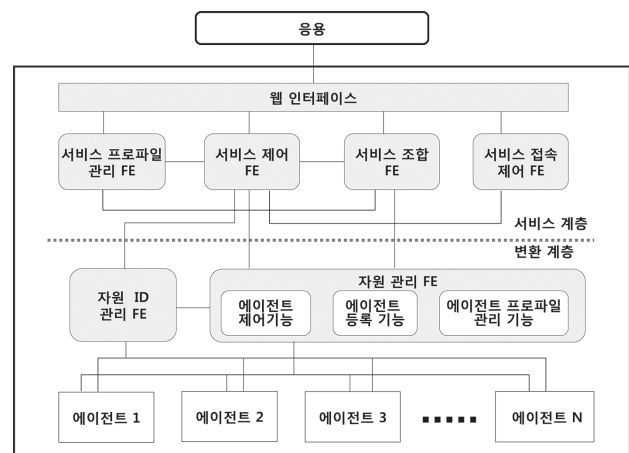 응용
웹 인터페이스
서비스 프로파일
관리 FE
서비스 제어
FE
서비스 조합
FE
서비스 접속
제어 FE
서비스 계층
변환 계층
자원 ID
관리 FE
자원 관리 FE
에이전트
제어기능
에이전트
등록 기능
에이전트 프로파일
관리 기능
에이전트 1
에이전트 2
에이전트 3
에이전트 N